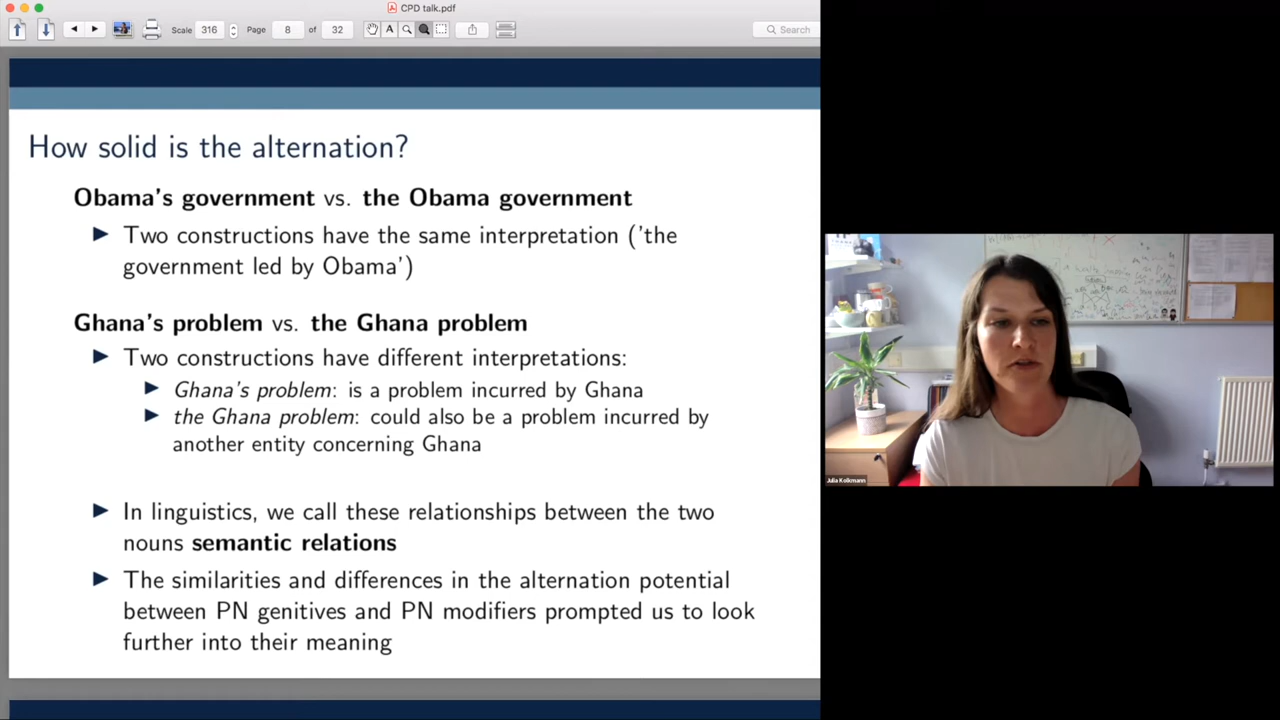 CPD talk.pdf
Scale 316 Page 8 of 32 A Search
How solid is the alternation?
Obama's government vs. the Obama government
Two constructions have the same interpretation ('the
government led by Obama')
Ghana's problem vs. the Ghana problem
Two constructions have different interpretations:
Ghana's problem: is a problem incurred by Ghana
the Ghana problem: could also be a problem incurred by
another entity concerning Ghana
In linguistics, we call these relationships between the two
nouns semantic relations
The similarities and differences in the alternation potential
between PN genitives and PN modifiers prompted us to look
further into their meaning
Julia Kolkmann